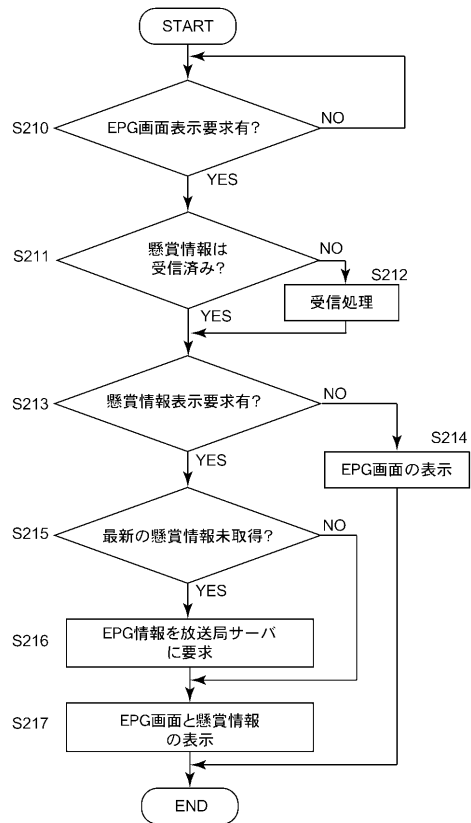 START
S210
EPG画面表示要求有?
NO
YES
S211
懸賞情報は
受信済み?
NO
S212
受信処理
YES
S213
懸賞情報表示要求有?
NO
S214
EPG画面の表示
YES
S215
最新の懸賞情報未取得?
NO
YES
S216
EPG情報を放送局サーバ
に要求
S217
EPG画面と懸賞情報
の表示
END